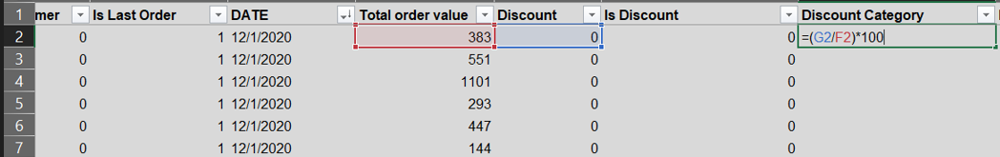 1 mer Is Last Order DATE Total order value Discount Is Discount Discount Category
2 0 1 12/1/2020 383 0 0 =(G2/F2)*100
3 0 1 12/1/2020 551 0 0
4 0 1 12/1/2020 1101 0 0
5 0 1 12/1/2020 293 0 0
6 0 1 12/1/2020 447 0 0
7 0 1 12/1/2020 144 0 0